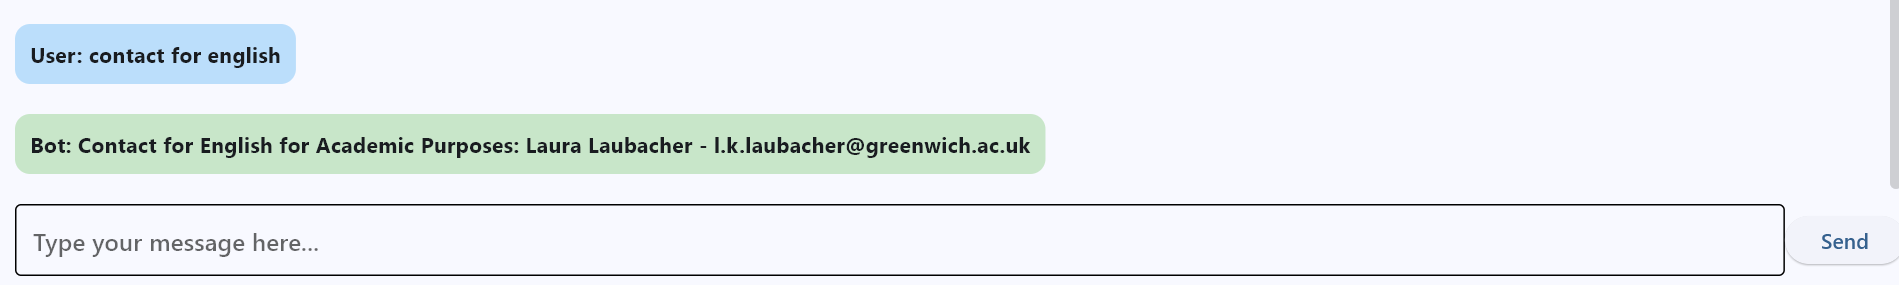 User: contact for english
Bot: Contact for English for Academic Purposes: Laura Laubacher - l.k.laubacher@greenwich.ac.uk
Type your message here...
Send